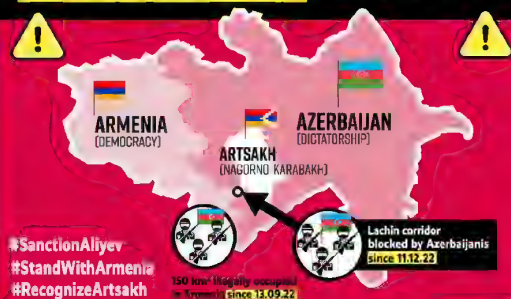 ARMENIA
(DEMOCRACY)
AZERBAIJAN
(DICTATORSHIP)
ARTSAKH
(NAGORNO KARABAKH)
Lachin corridor
blocked by Azerbaijanis
since 11.12.22
#SanctionAliyev
#StandWithArmenia
#RecognizeArtsakh
150 km² illegally occupied
in Armenia since 13.09.22